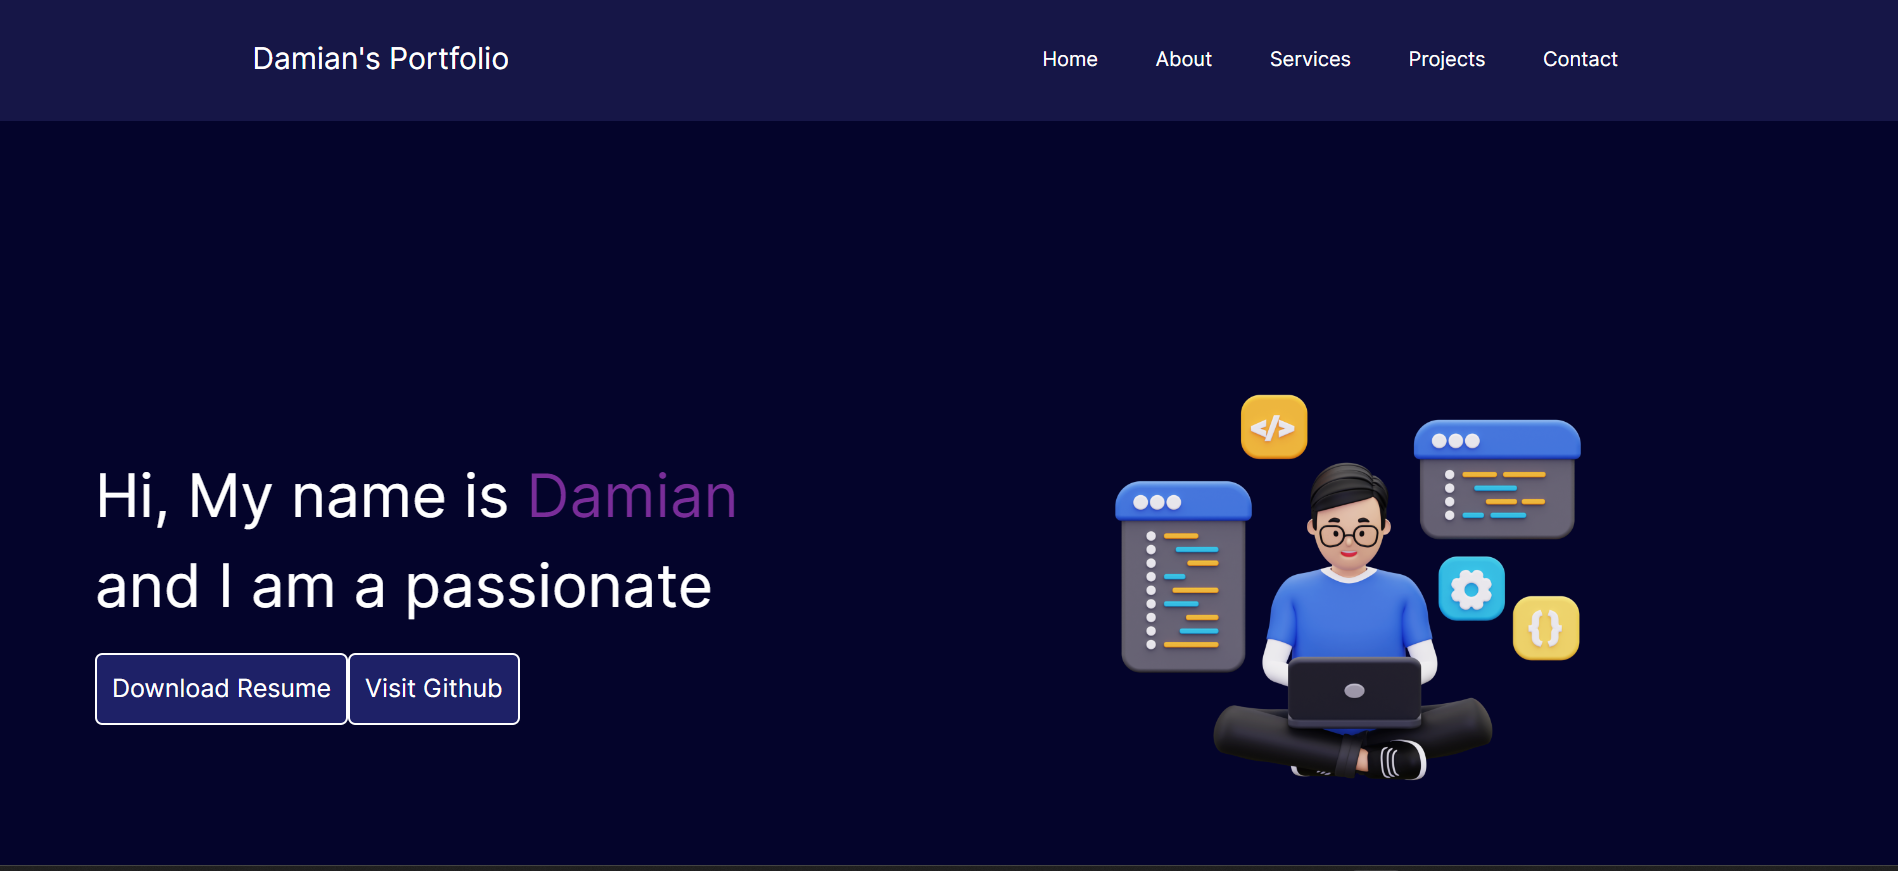 Damian's Portfolio
Home About Services Projects Contact
</>
Hi, My name is Damian
and I am a passionate
{}
Download Resume Visit Github